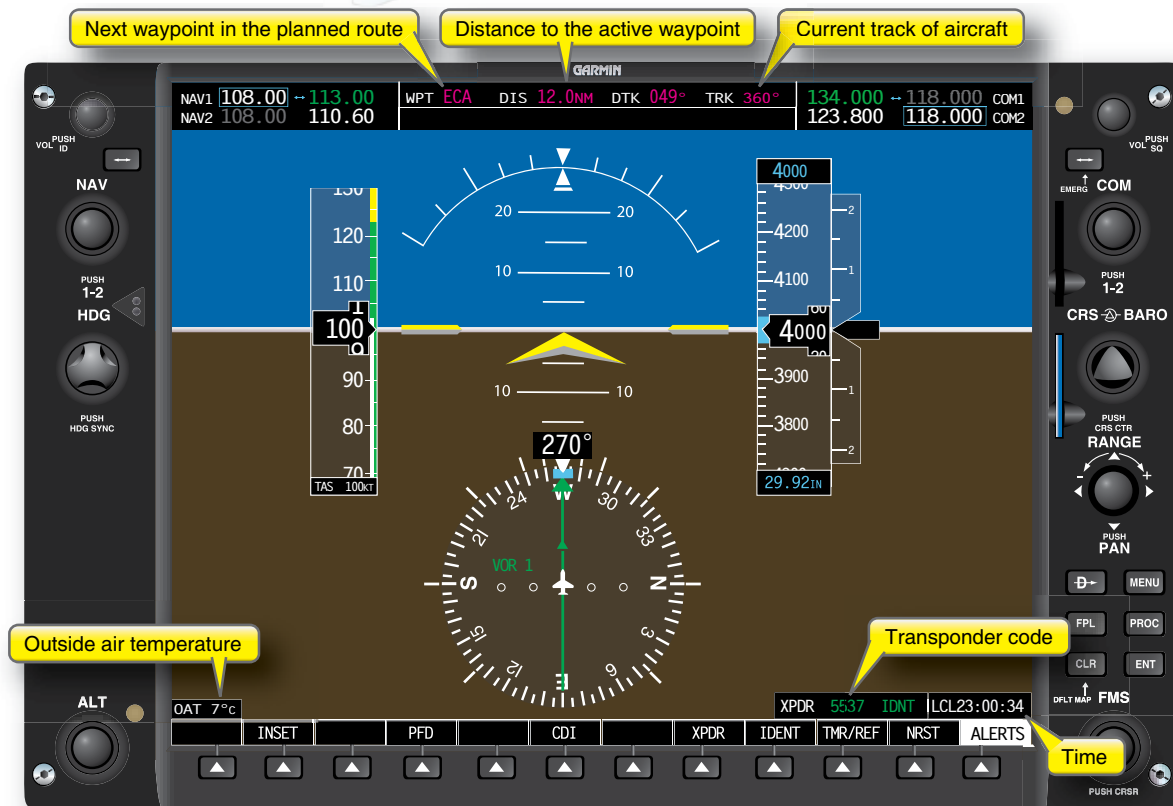 Next waypoint in the planned route
Distance to the active waypoint
Current track of aircraft
GARMIN
NAV1 108.00 ↔ 113.00
NAV2 108.00 110.60
WPT ECA DIS 12.0NM DTK 049° TRK 360°
134.000 ↔ 118.000 COM1
123.800 118.000 COM2
VOL PUSH ID
NAV
PUSH
1-2
HDG
PUSH
HDG SYNC
ALT
130
120
110
100
90
80
70
TAS 100KT
20 20
10 10
10 10
4000
4300
4200
4100
4000
60
20
3900
3800
29.92IN
2
1
1
2
270°
W
30
33
N
3
6
E
12
15
S
21
24
VOR 1
VOL PUSH SQ
EMERG
COM
PUSH
1-2
CRS BARO
PUSH
CRS CTR
RANGE
- +
PUSH
PAN
D MENU
FPL PROC
CLR ENT
DFLT MAP FMS
PUSH CRSR
Outside air temperature
OAT 7°C
Transponder code
XPDR 5537 IDNT LCL23:00:34
Time
INSET PFD CDI XPDR IDENT TMR/REF NRST ALERTS